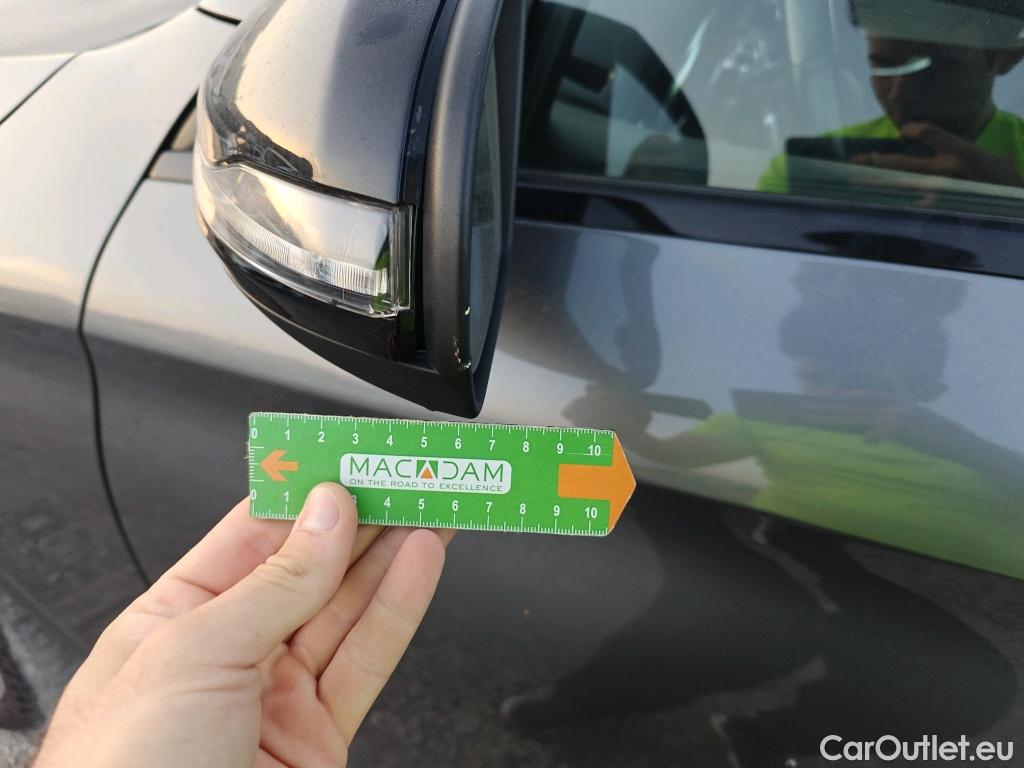 0 1 2 3 4 5 6 7 8 9 10
MACADAM
ON THE ROAD TO EXCELLENCE
0 1 3 4 5 6 7 8 9 10
CarOutlet.eu